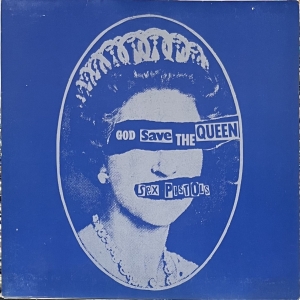 GOD Save THE QUEEN
SEX PISTOLS